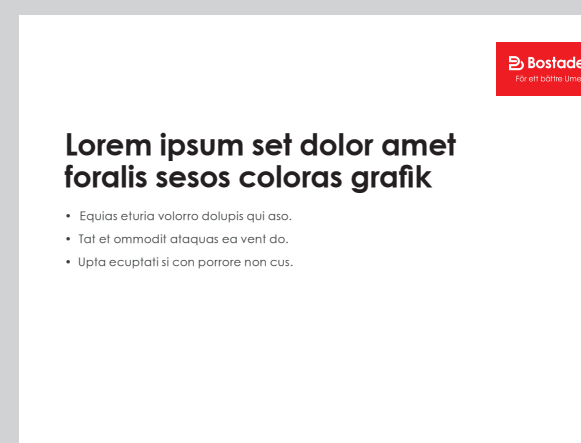 Bostade
För ett bättre Ume
Lorem ipsum set dolor amet
foralis sesos coloras grafik
• Equias eturia volorro dolupis qui aso.
• Tat et ommodit ataquas ea vent do.
• Upta ecuptati si con porrore non cus.